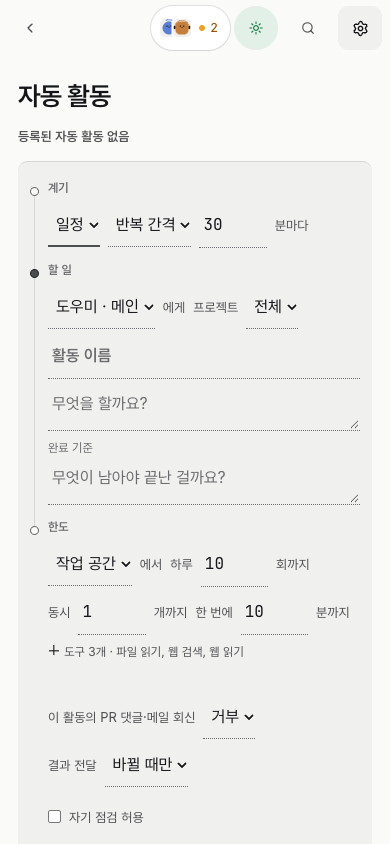 2
자동 활동
등록된 자동 활동 없음
계기
일정 반복 간격 30 분마다
할 일
도우미 · 메인 에게 프로젝트 전체
활동 이름
무엇을 할까요?
완료 기준
무엇이 남아야 끝난 걸까요?
한도
작업 공간 에서 하루 10 회까지
동시 1 개까지 한 번에 10 분까지
+ 도구 3개 · 파일 읽기, 웹 검색, 웹 읽기
이 활동의 PR 댓글·메일 회신 거부
결과 전달 바뀔 때만
자기 점검 허용